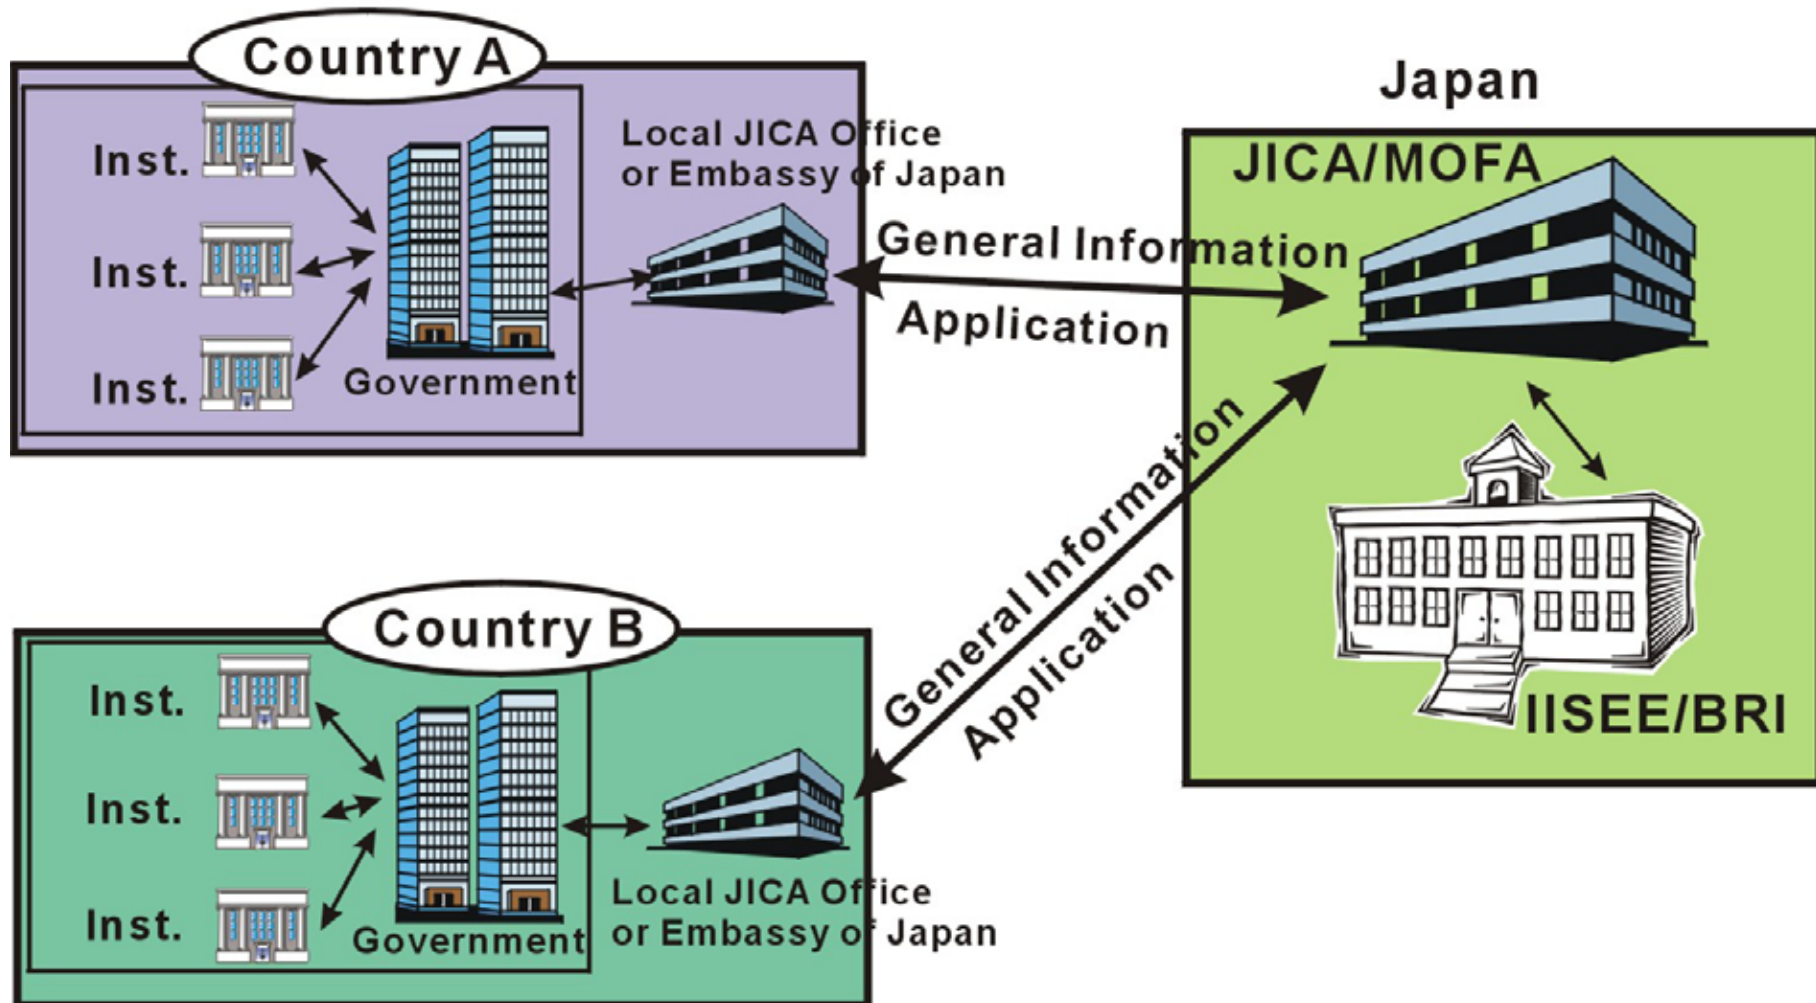 Country A
Japan
Local JICA Office
or Embassy of Japan
Inst.
Inst.
Inst.
Government
JICA/MOFA
General Information
Application
General Information
Application
IISEE/BRI
Country B
Inst.
Inst.
Inst.
Government
Local JICA Office
or Embassy of Japan